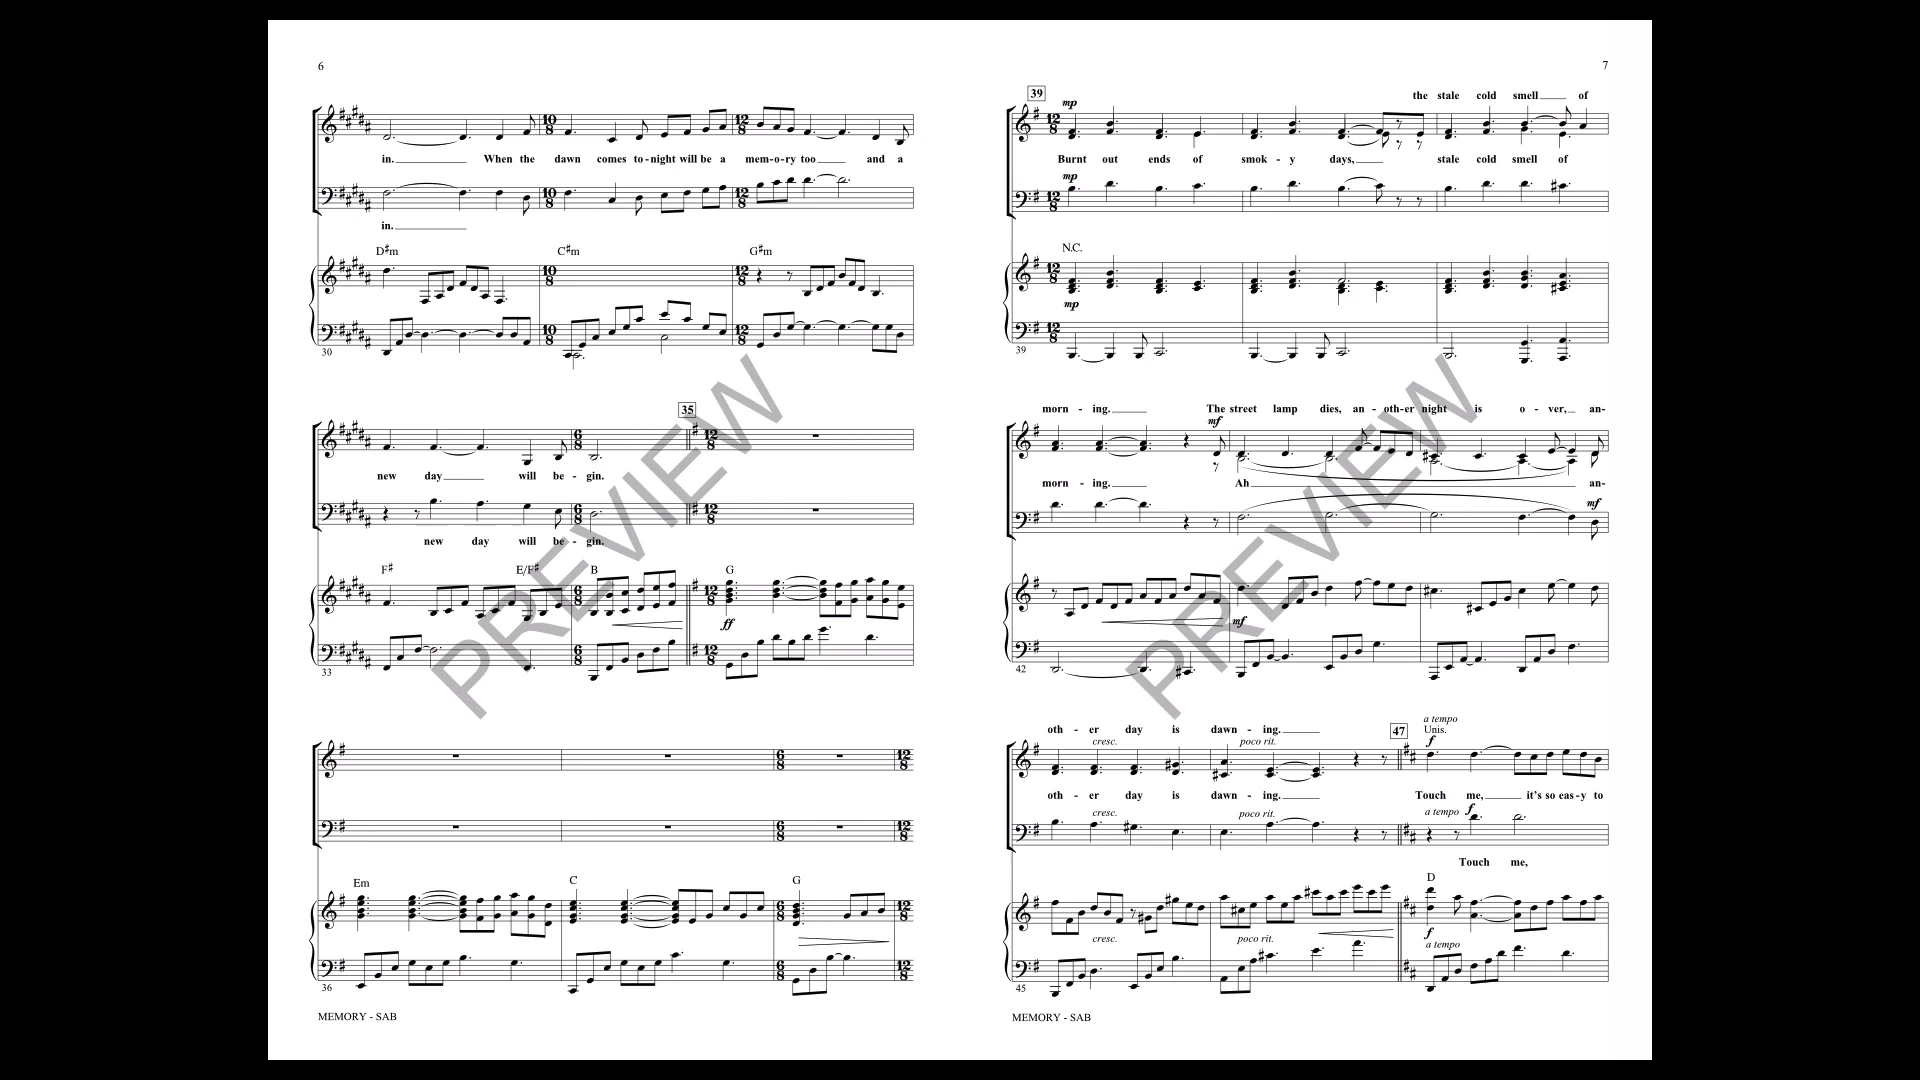 6
in. When the dawn comes to-night will be a mem-o-ry too and a
in.
D#m C#m G#m
30
35
new day will be - gin.
new day will be - gin.
F# E/F# B G
ff
33
Em C G
36
MEMORY - SAB
7
39
the stale cold smell of
mp
Burnt out ends of smok - y days, stale cold smell of
mp
N.C.
mp
39
morn - ing. The street lamp dies, an - oth-er night is o - ver, an-
mf
morn - ing. Ah an-
mf
mf
42
oth - er day is dawn - ing.
47
a tempo
Unis.
cresc. poco rit. f
oth - er day is dawn - ing. Touch me, it's so eas-y to
cresc. poco rit. a tempo f
Touch me,
D
cresc. poco rit. f
a tempo
45
MEMORY - SAB
PREVIEW
PREVIEW